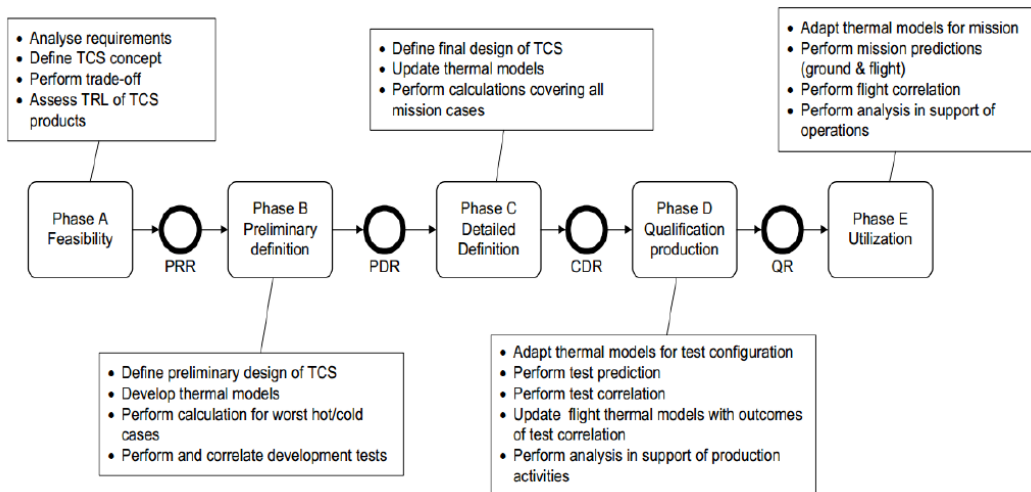 • Analyse requirements
• Define TCS concept
• Perform trade-off
• Assess TRL of TCS
products
• Define final design of TCS
• Update thermal models
• Perform calculations covering all
mission cases
• Adapt thermal models for mission
• Perform mission predictions
(ground & flight)
• Perform flight correlation
• Perform analysis in support of
operations
Phase A
Feasibility
PRR
Phase B
Preliminary
definition
PDR
Phase C
Detailed
Definition
CDR
Phase D
Qualification
production
QR
Phase E
Utilization
• Define preliminary design of TCS
• Develop thermal models
• Perform calculation for worst hot/cold
cases
• Perform and correlate development tests
• Adapt thermal models for test configuration
• Perform test prediction
• Perform test correlation
• Update flight thermal models with outcomes
of test correlation
• Perform analysis in support of production
activities